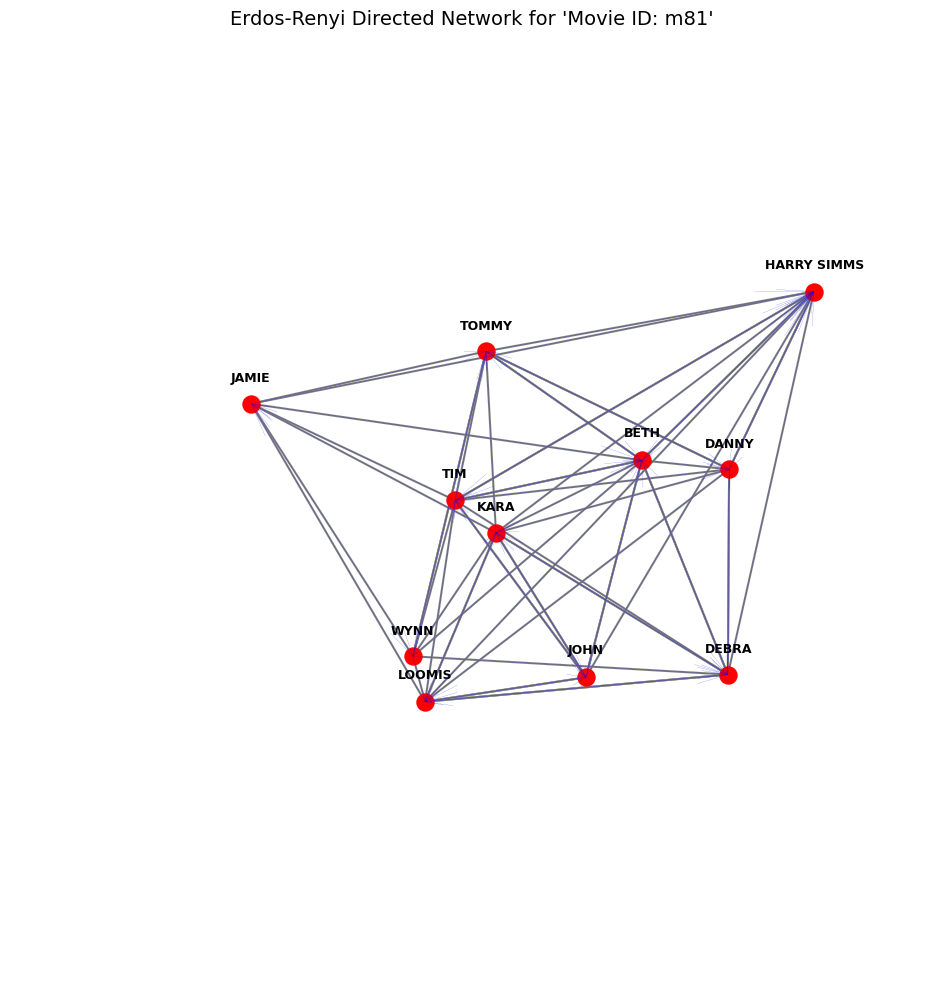 Erdos-Renyi Directed Network for 'Movie ID: m81'
HARRY SIMMS
TOMMY
JAMIE
BETH
DANNY
TIM
KARA
WYNN
JOHN
DEBRA
LOOMIS